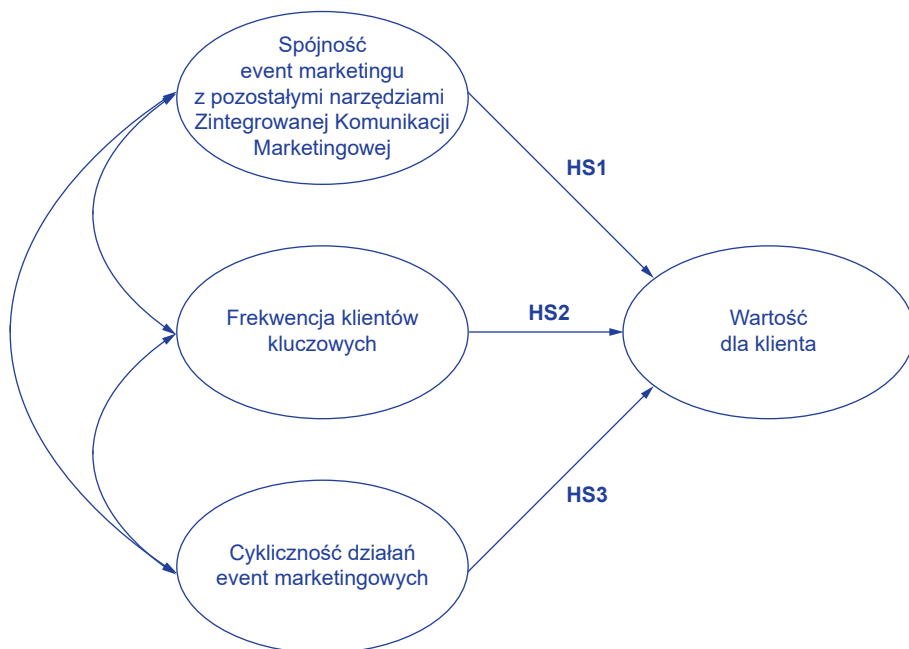 Spójność
event marketingu
z pozostałymi narzędziami
Zintegrowanej Komunikacji
Marketingowej
HS1
Frekwencja klientów
kluczowych
HS2
Wartość
dla klienta
HS3
Cykliczność działań
event marketingowych